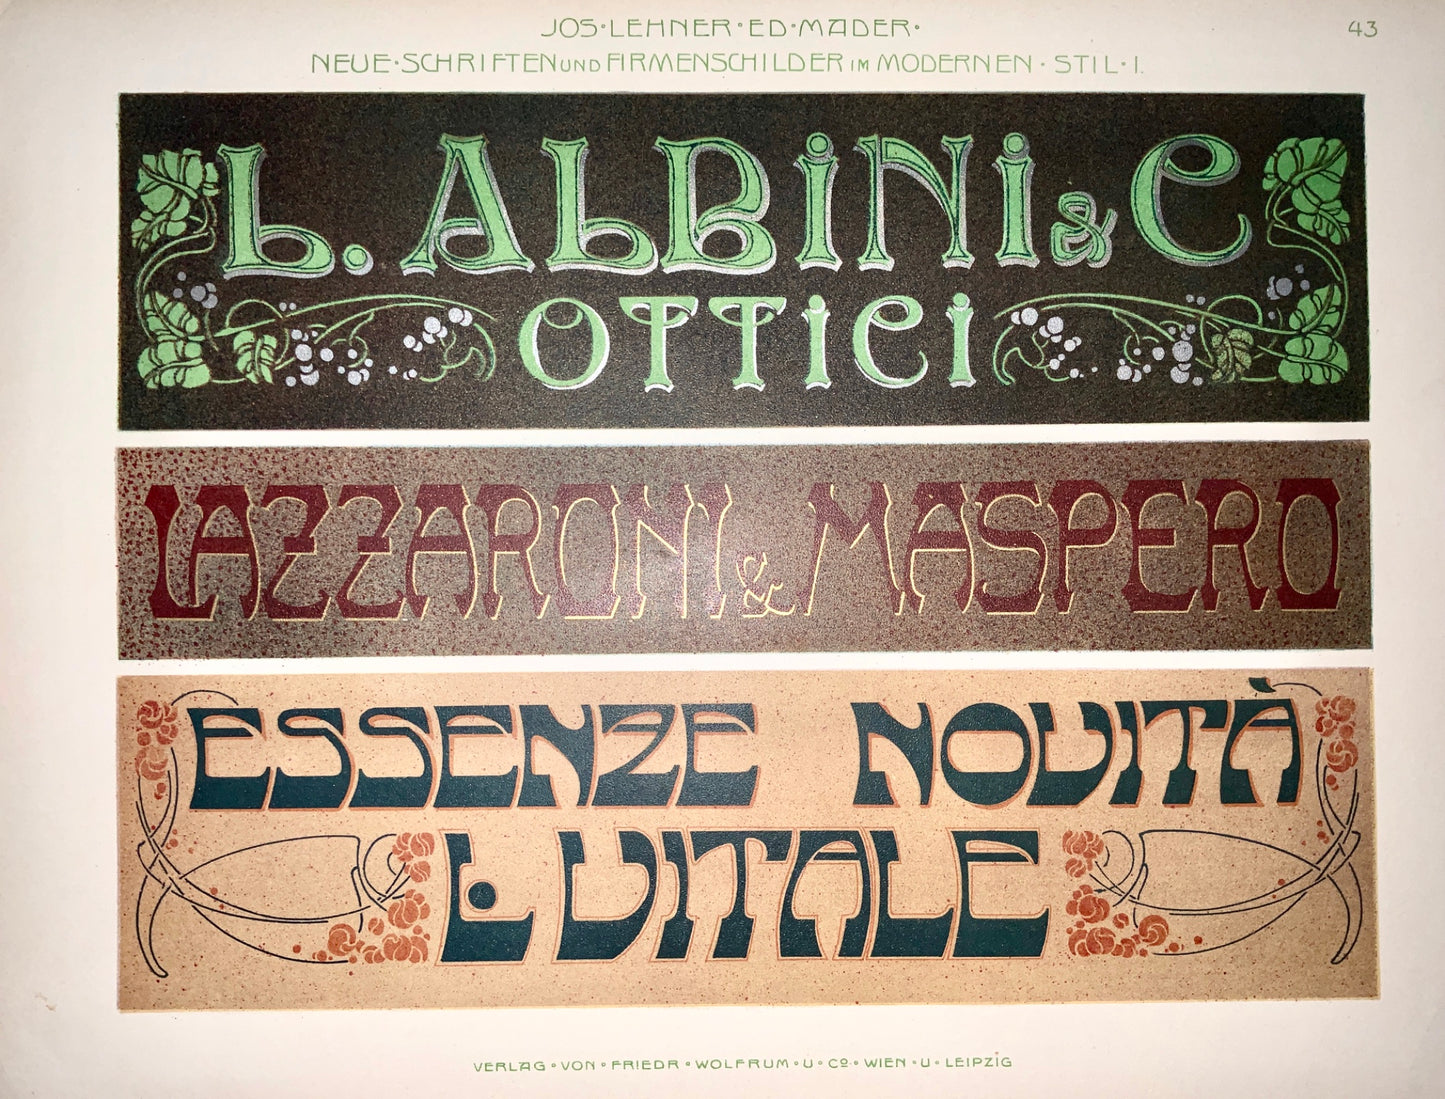 JOS·LEHNER·ED·MADER·
43
NEUE·SCHRIFTEN UND FIRMENSCHILDER IM MODERNEN·STIL·I.
L. ALBINI & C
OTTICI
LAZZARONI & MASPERO
ESSENZE NOVITÀ
L. VITALE
VERLAG·VON·FRIEDR·WOLFRUM·U·Co·WIEN·U·LEIPZIG